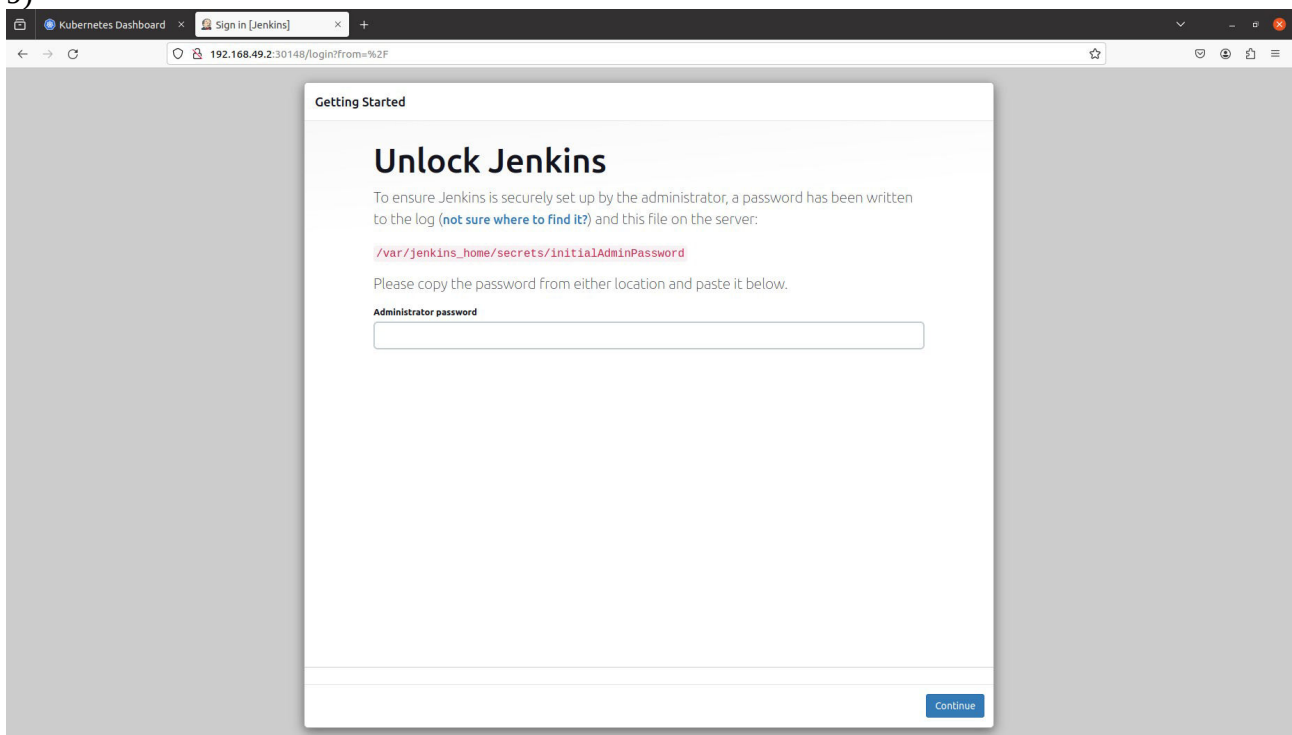 Kubernetes Dashboard
Sign in [Jenkins]
192.168.49.2:30148/login?from=%2F
Getting Started
Unlock Jenkins
To ensure Jenkins is securely set up by the administrator, a password has been written
to the log (not sure where to find it?) and this file on the server:
/var/jenkins_home/secrets/initialAdminPassword
Please copy the password from either location and paste it below.
Administrator password
Continue